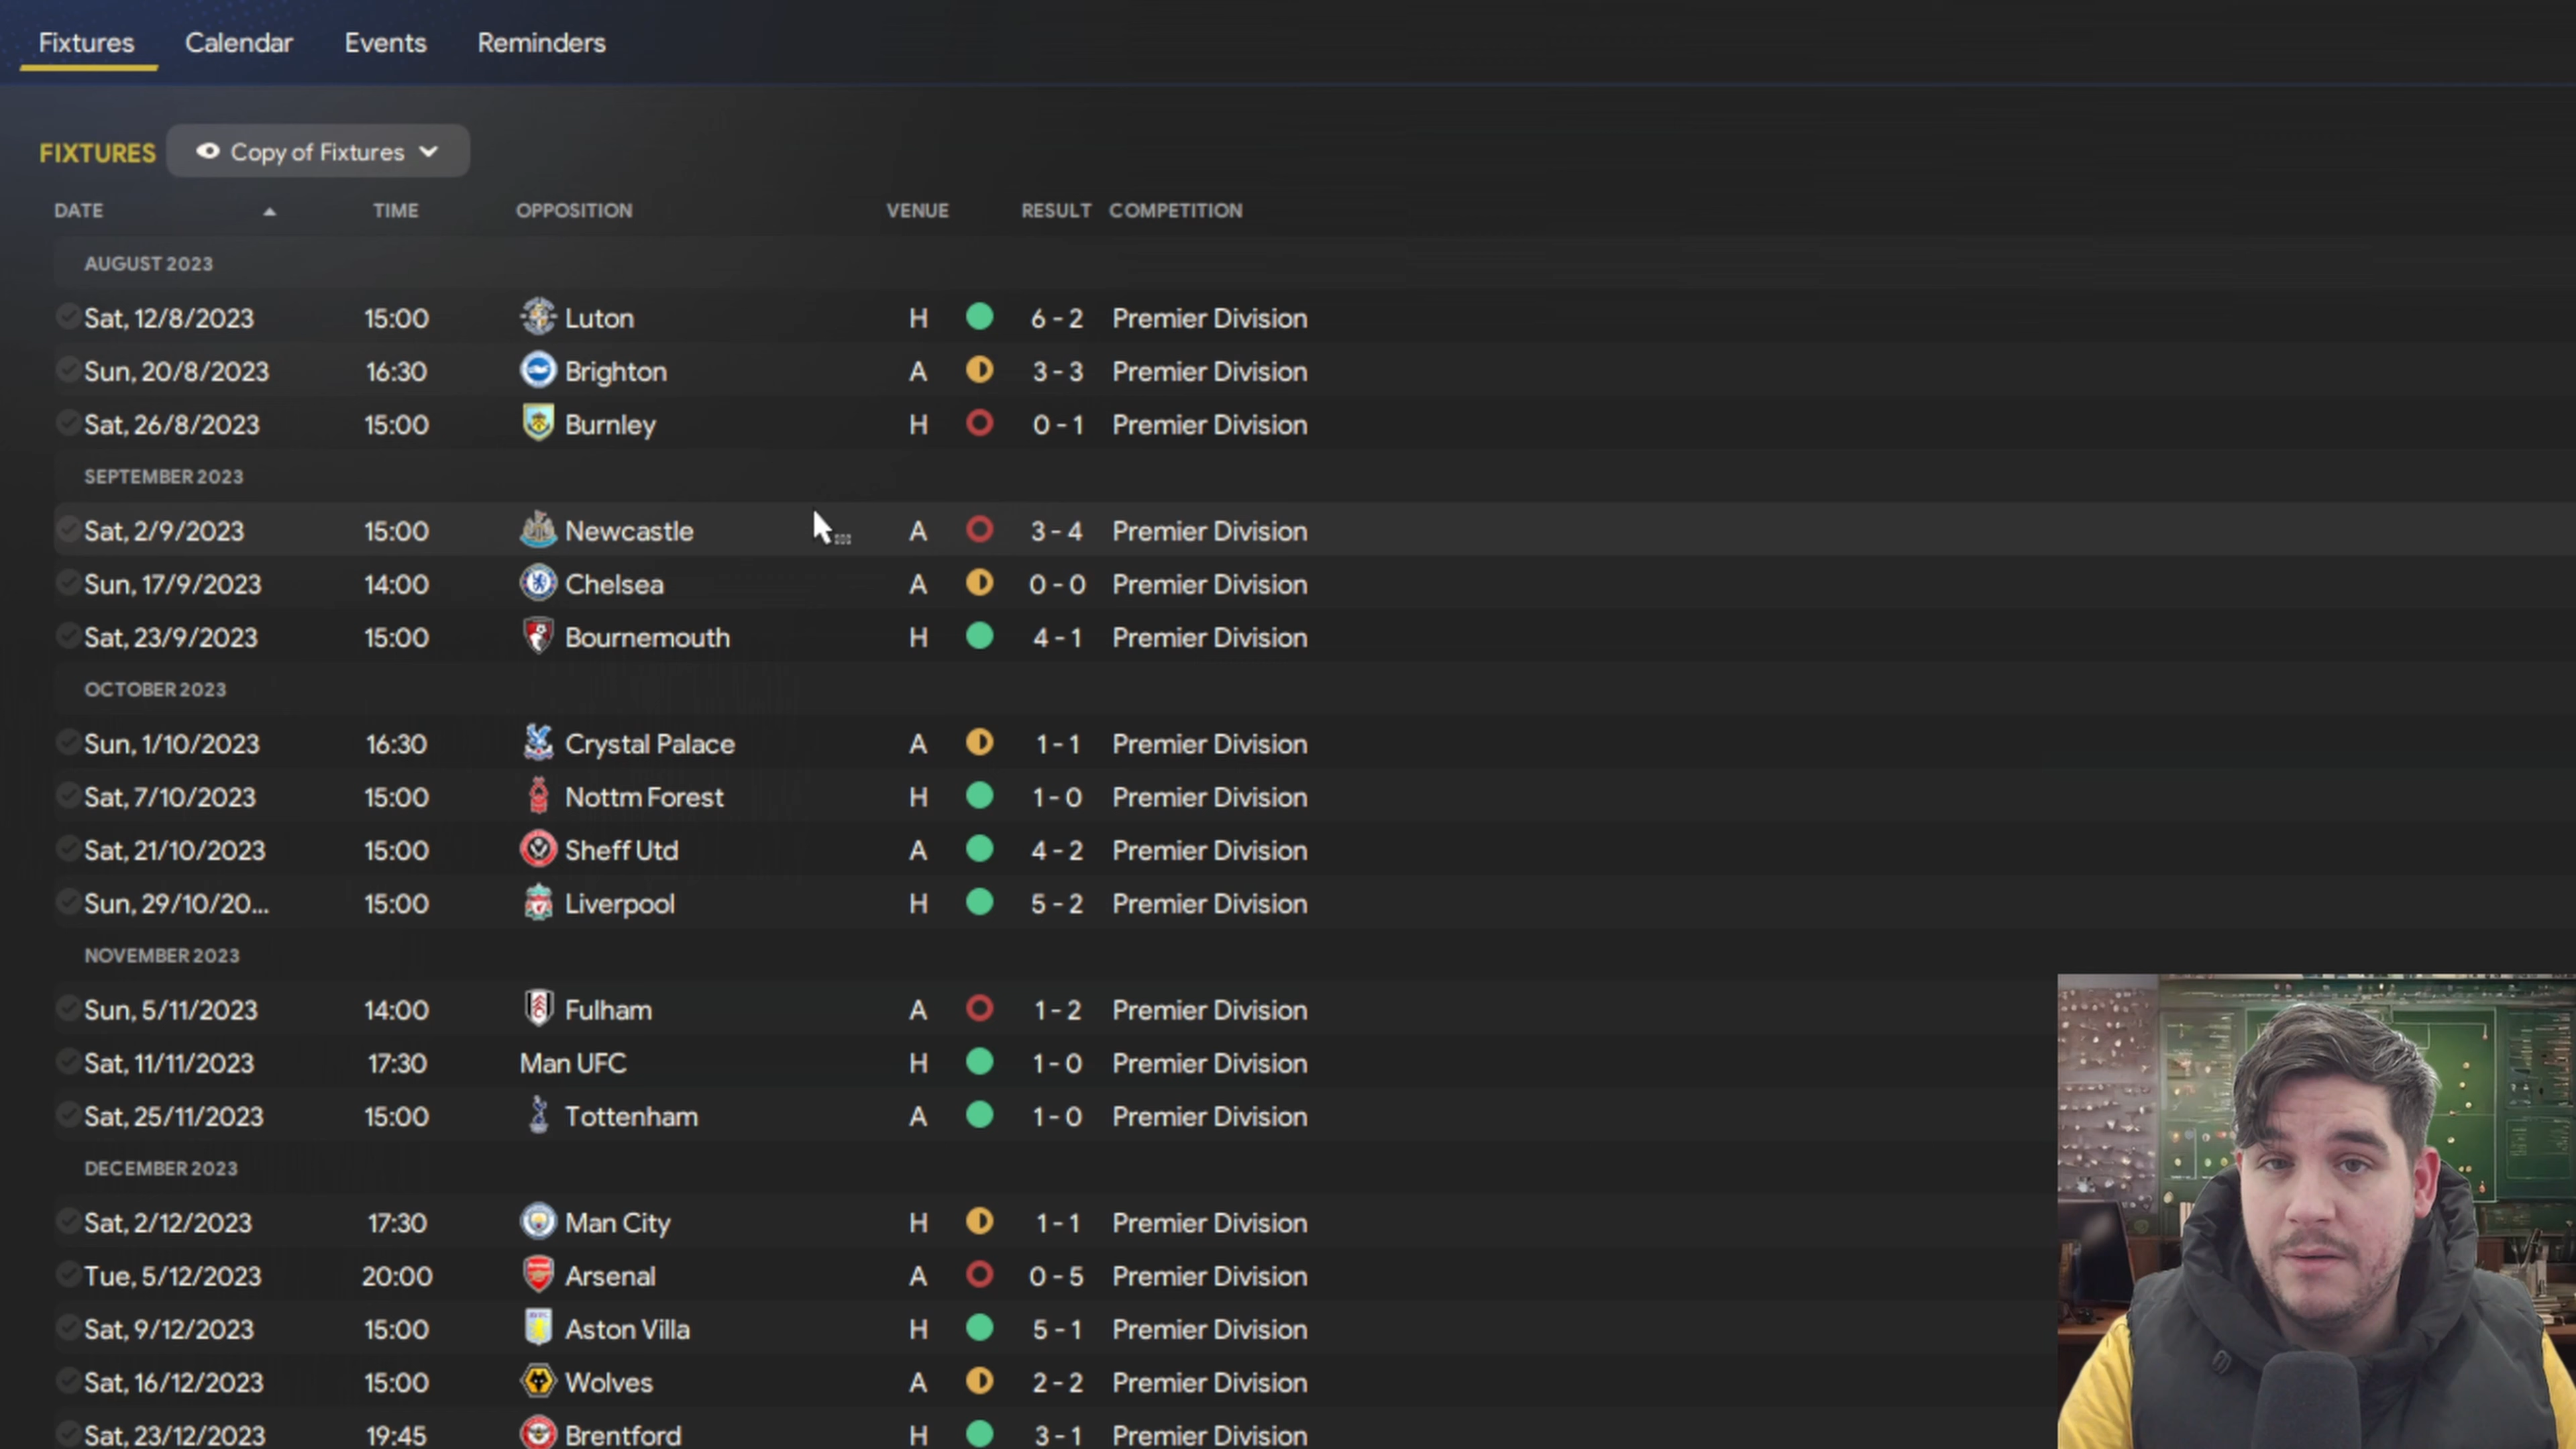 Fixtures Calendar Events Reminders
FIXTURES Copy of Fixtures
DATE TIME OPPOSITION VENUE RESULT COMPETITION
AUGUST 2023
Sat, 12/8/2023 15:00 Luton H 6 - 2 Premier Division
Sun, 20/8/2023 16:30 Brighton A 3 - 3 Premier Division
Sat, 26/8/2023 15:00 Burnley H 0 - 1 Premier Division
SEPTEMBER 2023
Sat, 2/9/2023 15:00 Newcastle A 3 - 4 Premier Division
Sun, 17/9/2023 14:00 Chelsea A 0 - 0 Premier Division
Sat, 23/9/2023 15:00 Bournemouth H 4 - 1 Premier Division
OCTOBER 2023
Sun, 1/10/2023 16:30 Crystal Palace A 1 - 1 Premier Division
Sat, 7/10/2023 15:00 Nottm Forest H 1 - 0 Premier Division
Sat, 21/10/2023 15:00 Sheff Utd A 4 - 2 Premier Division
Sun, 29/10/20... 15:00 Liverpool H 5 - 2 Premier Division
NOVEMBER 2023
Sun, 5/11/2023 14:00 Fulham A 1 - 2 Premier Division
Sat, 11/11/2023 17:30 Man UFC H 1 - 0 Premier Division
Sat, 25/11/2023 15:00 Tottenham A 1 - 0 Premier Division
DECEMBER 2023
Sat, 2/12/2023 17:30 Man City H 1 - 1 Premier Division
Tue, 5/12/2023 20:00 Arsenal A 0 - 5 Premier Division
Sat, 9/12/2023 15:00 Aston Villa H 5 - 1 Premier Division
Sat, 16/12/2023 15:00 Wolves A 2 - 2 Premier Division
Sat, 23/12/2023 19:45 Brentford H 3 - 1 Premier Division